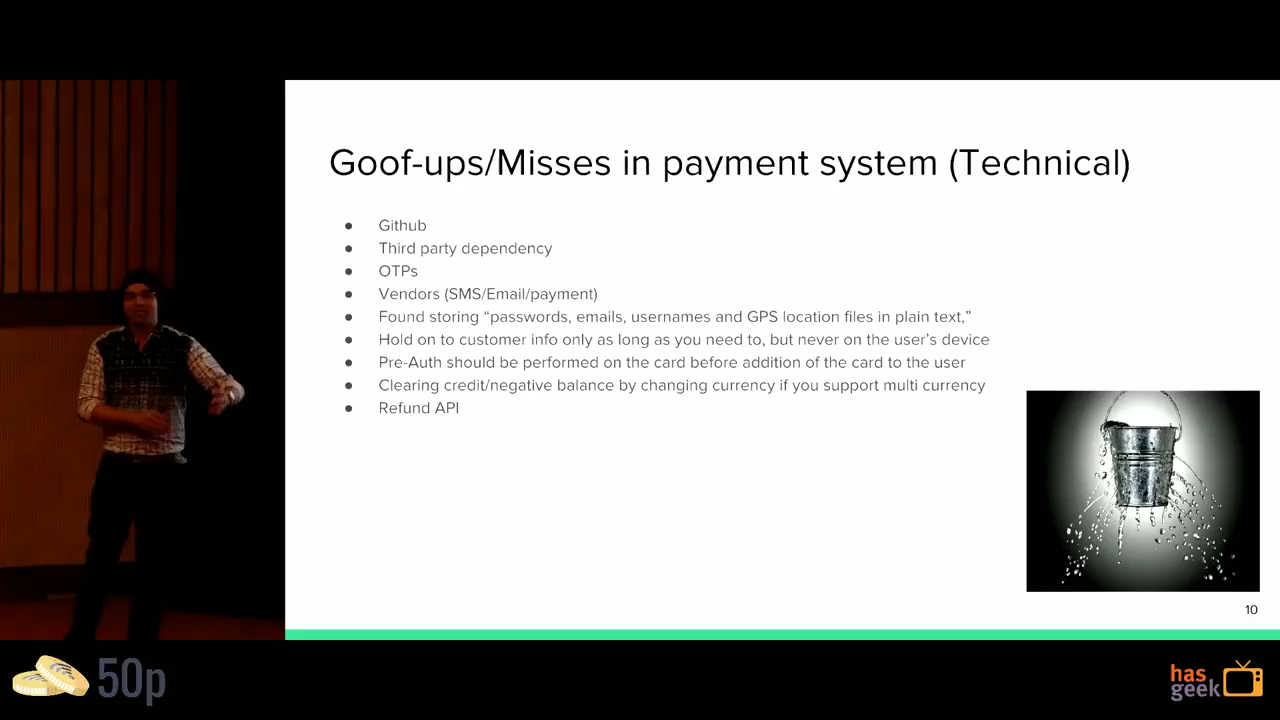 Goof-ups/Misses in payment system (Technical)
● Github
● Third party dependency
● OTPs
● Vendors (SMS/Email/payment)
● Found storing “passwords, emails, usernames and GPS location files in plain text,”
● Hold on to customer info only as long as you need to, but never on the user’s device
● Pre-Auth should be performed on the card before addition of the card to the user
● Clearing credit/negative balance by changing currency if you support multi currency
● Refund API
10
50p
has
geek